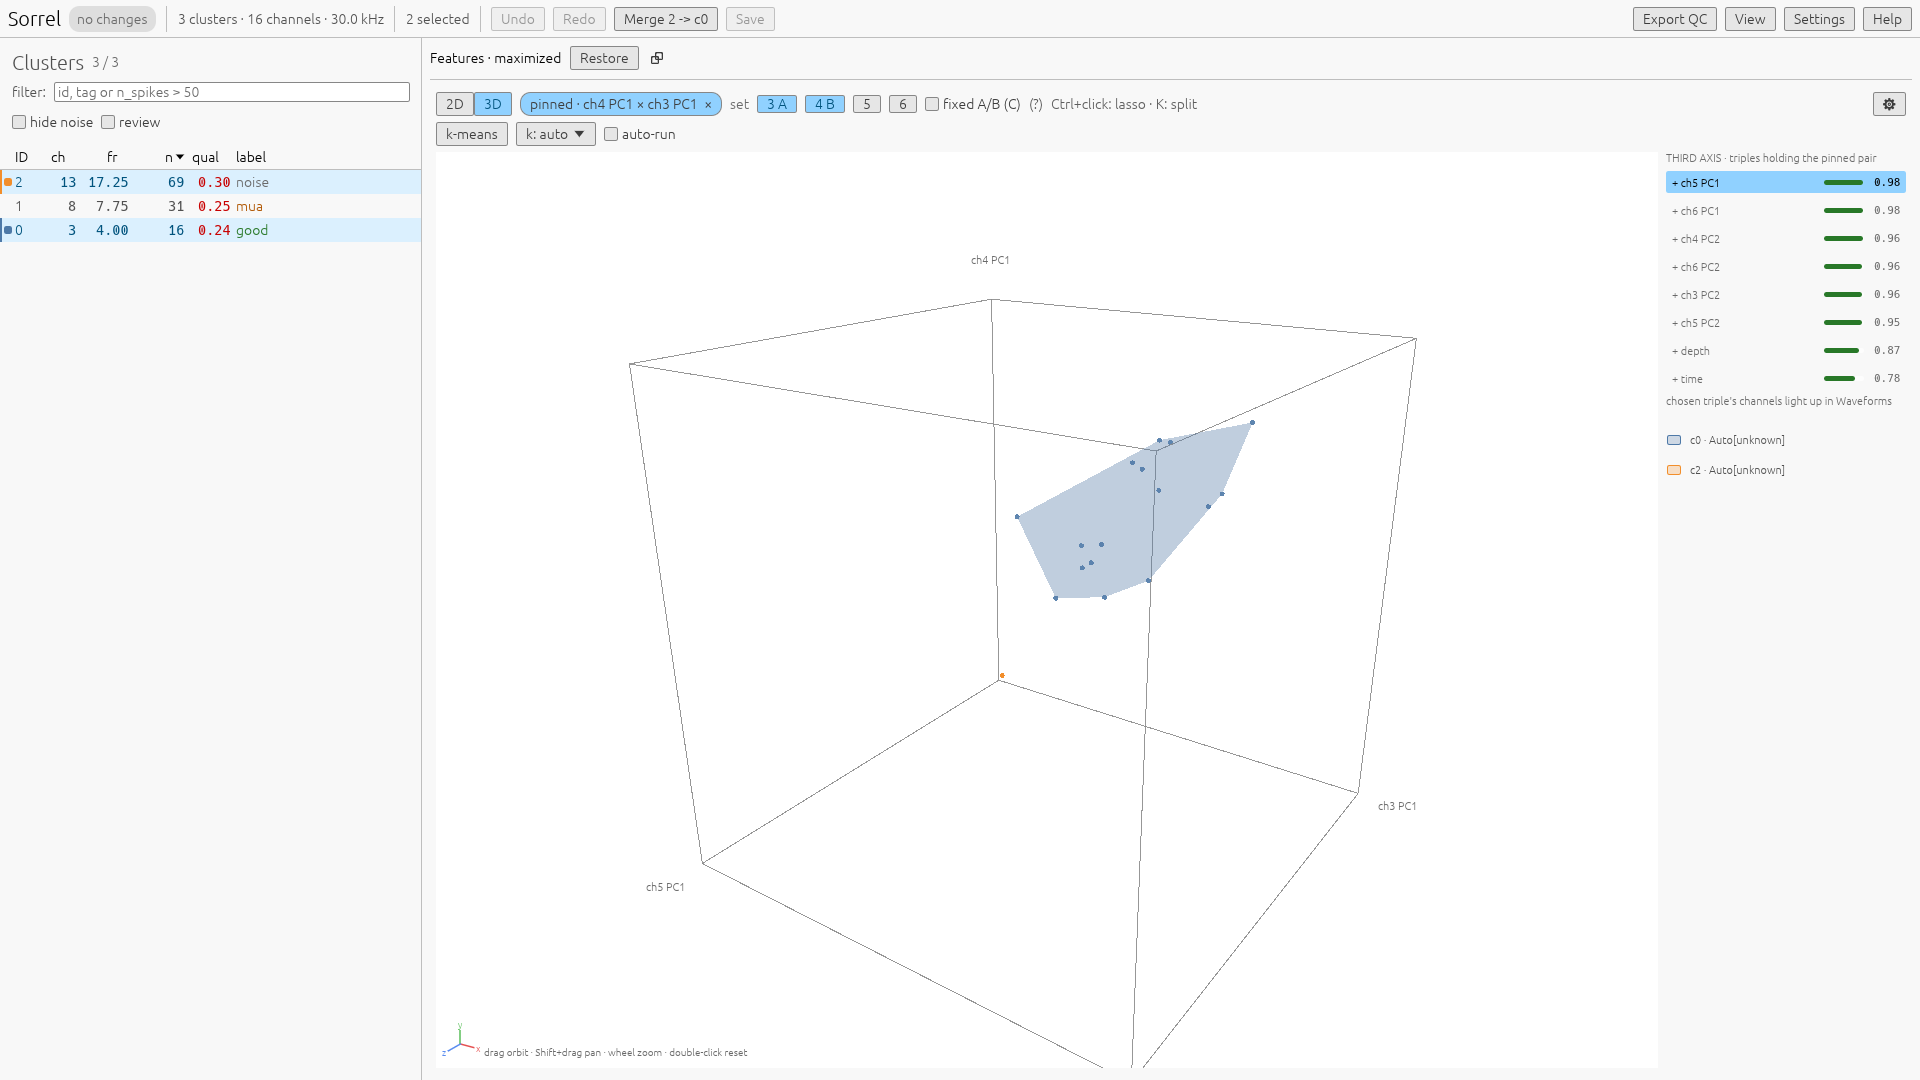 Sorrel no changes 3 clusters · 16 channels · 30.0 kHz 2 selected Undo Redo Merge 2 -> c0 Save Export QC View Settings Help
Clusters 3 / 3
filter: id, tag or n_spikes > 50
hide noise review
ID ch fr n qual label
2 13 17.25 69 0.30 noise
1 8 7.75 31 0.25 mua
0 3 4.00 16 0.24 good
Features · maximized Restore
2D 3D pinned · ch4 PC1 × ch3 PC1 × set 3 A 4 B 5 6 fixed A/B (C) (?) Ctrl+click: lasso · K: split
k-means k: auto auto-run
ch4 PC1
ch3 PC1
ch5 PC1
y
z x
drag orbit · Shift+drag pan · wheel zoom · double-click reset
THIRD AXIS · triples holding the pinned pair
+ ch5 PC1 0.98
+ ch6 PC1 0.98
+ ch4 PC2 0.96
+ ch6 PC2 0.96
+ ch3 PC2 0.96
+ ch5 PC2 0.95
+ depth 0.87
+ time 0.78
chosen triple's channels light up in Waveforms
c0 · Auto[unknown]
c2 · Auto[unknown]